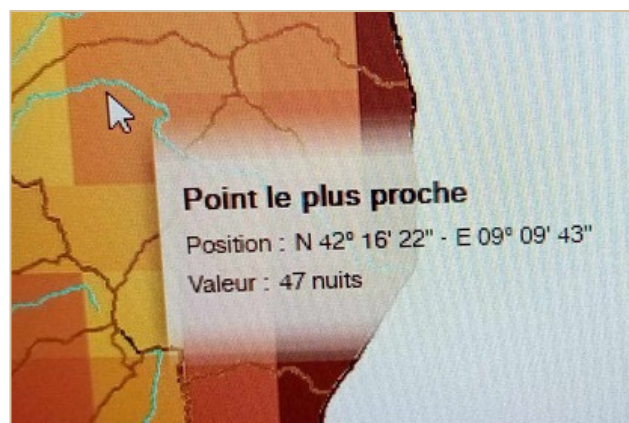 Point le plus proche
Position : N 42° 16' 22" - E 09° 09' 43"
Valeur : 47 nuits